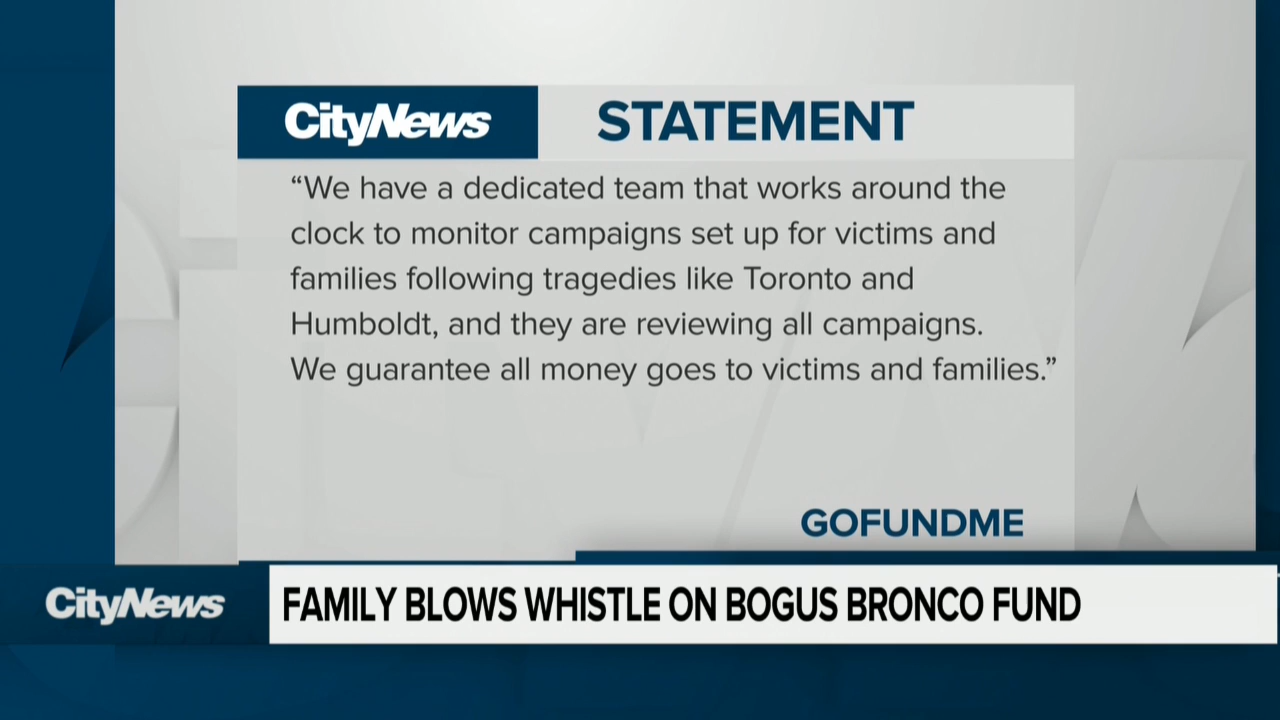 CityNews STATEMENT
“We have a dedicated team that works around the
clock to monitor campaigns set up for victims and
families following tragedies like Toronto and
Humboldt, and they are reviewing all campaigns.
We guarantee all money goes to victims and families.”
GOFUNDME
CityNews FAMILY BLOWS WHISTLE ON BOGUS BRONCO FUND